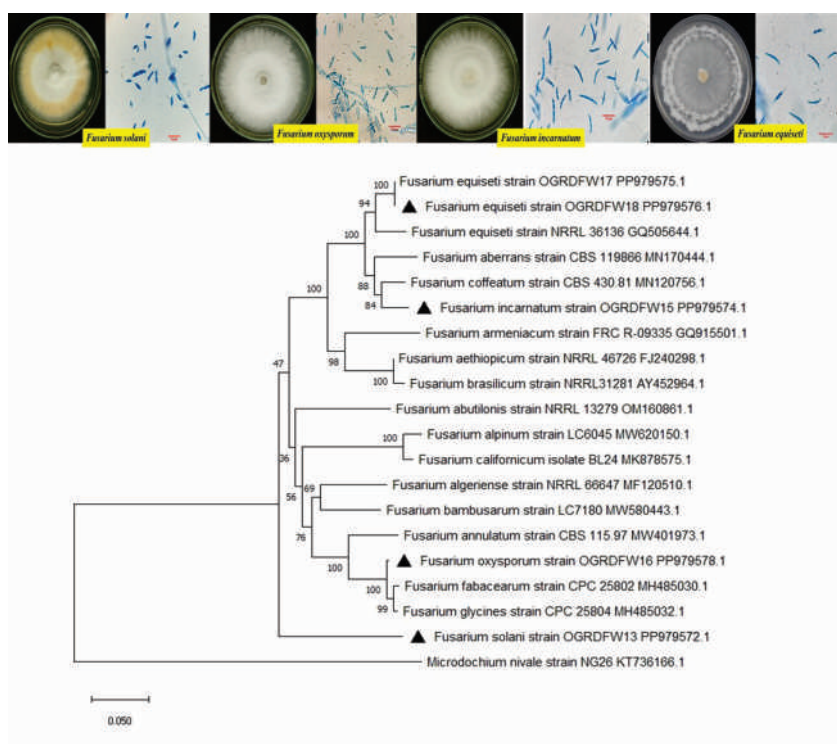 Fusarium solani
Fusarium oxysporum
Fusarium incarnatum
Fusarium equiseti
100
Fusarium equiseti strain OGRDFW17 PP979575.1
94
Fusarium equiseti strain OGRDFW18 PP979576.1
100
Fusarium equiseti strain NRRL 36136 GQ505644.1
Fusarium aberrans strain CBS 119866 MN170444.1
88
Fusarium coffeatum strain CBS 430.81 MN120756.1
100
84
Fusarium incarnatum strain OGRDFW15 PP979574.1
Fusarium armeniacum strain FRC R-09335 GQ915501.1
98
Fusarium aethiopicum strain NRRL 46726 FJ240298.1
47
100
Fusarium brasilicum strain NRRL31281 AY452964.1
Fusarium abutilonis strain NRRL 13279 OM160861.1
100
Fusarium alpinum strain LC6045 MW620150.1
36
Fusarium californicum isolate BL24 MK878575.1
56
69
Fusarium algeriense strain NRRL 66647 MF120510.1
Fusarium bambusarum strain LC7180 MW580443.1
76
Fusarium annulatum strain CBS 115.97 MW401973.1
100
Fusarium oxysporum strain OGRDFW16 PP979578.1
100
Fusarium fabacearum strain CPC 25802 MH485030.1
99
Fusarium glycines strain CPC 25804 MH485032.1
Fusarium solani strain OGRDFW13 PP979572.1
Microdochium nivale strain NG26 KT736166.1
0.050